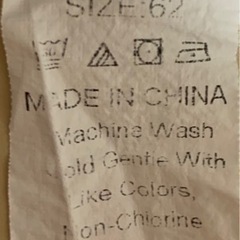 SIZE:62
MADE IN CHINA
Machine Wash
Cold Gentle With
Like Colors,
Non-Chlorine